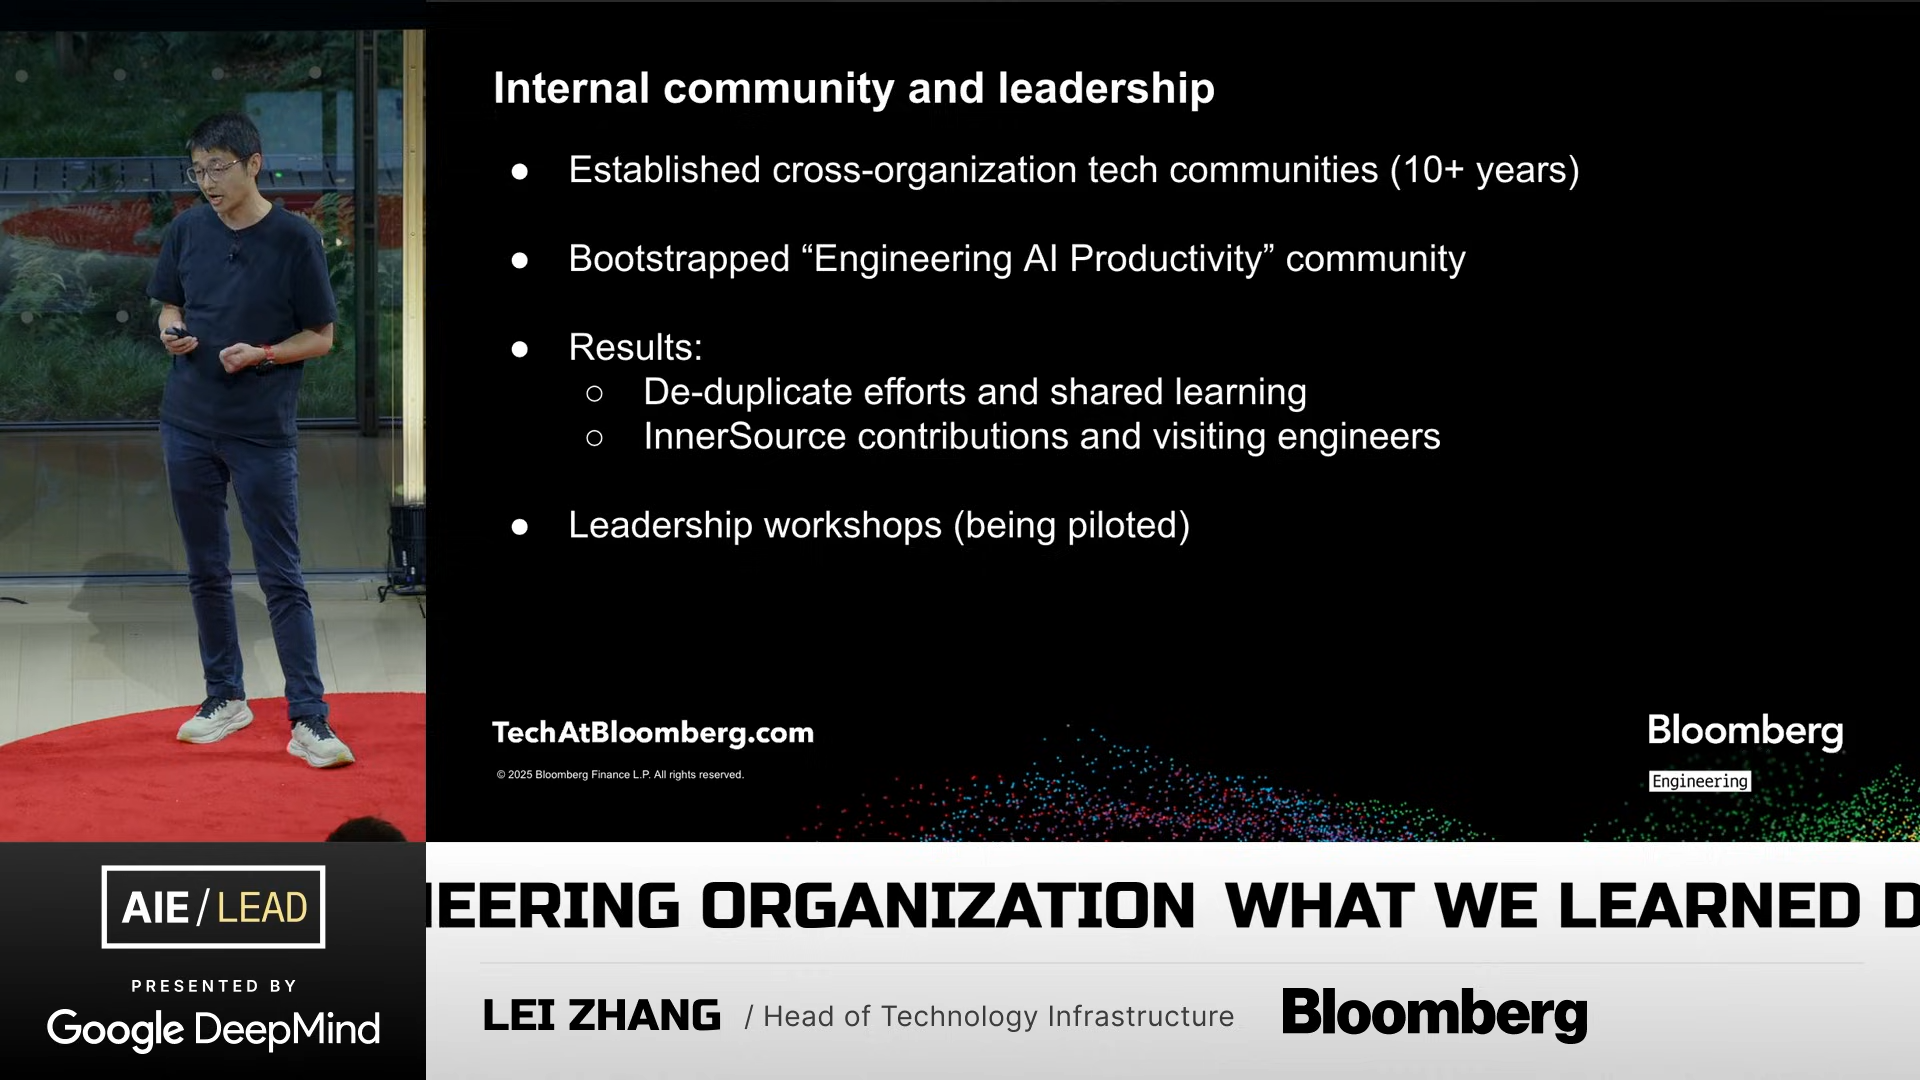 Internal community and leadership
● Established cross-organization tech communities (10+ years)
● Bootstrapped “Engineering AI Productivity” community
● Results:
○ De-duplicate efforts and shared learning
○ InnerSource contributions and visiting engineers
● Leadership workshops (being piloted)
TechAtBloomberg.com
© 2025 Bloomberg Finance L.P. All rights reserved.
Bloomberg
Engineering
AIE / LEAD
PRESENTED BY
Google DeepMind
NEERING ORGANIZATION WHAT WE LEARNED D
LEI ZHANG / Head of Technology Infrastructure Bloomberg